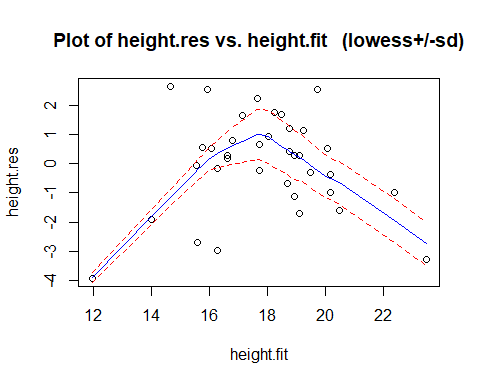 Plot of height.res vs. height.fit (lowess+/-sd)
height.res
2
1
0
-1
-2
-3
-4
12 14 16 18 20 22
height.fit